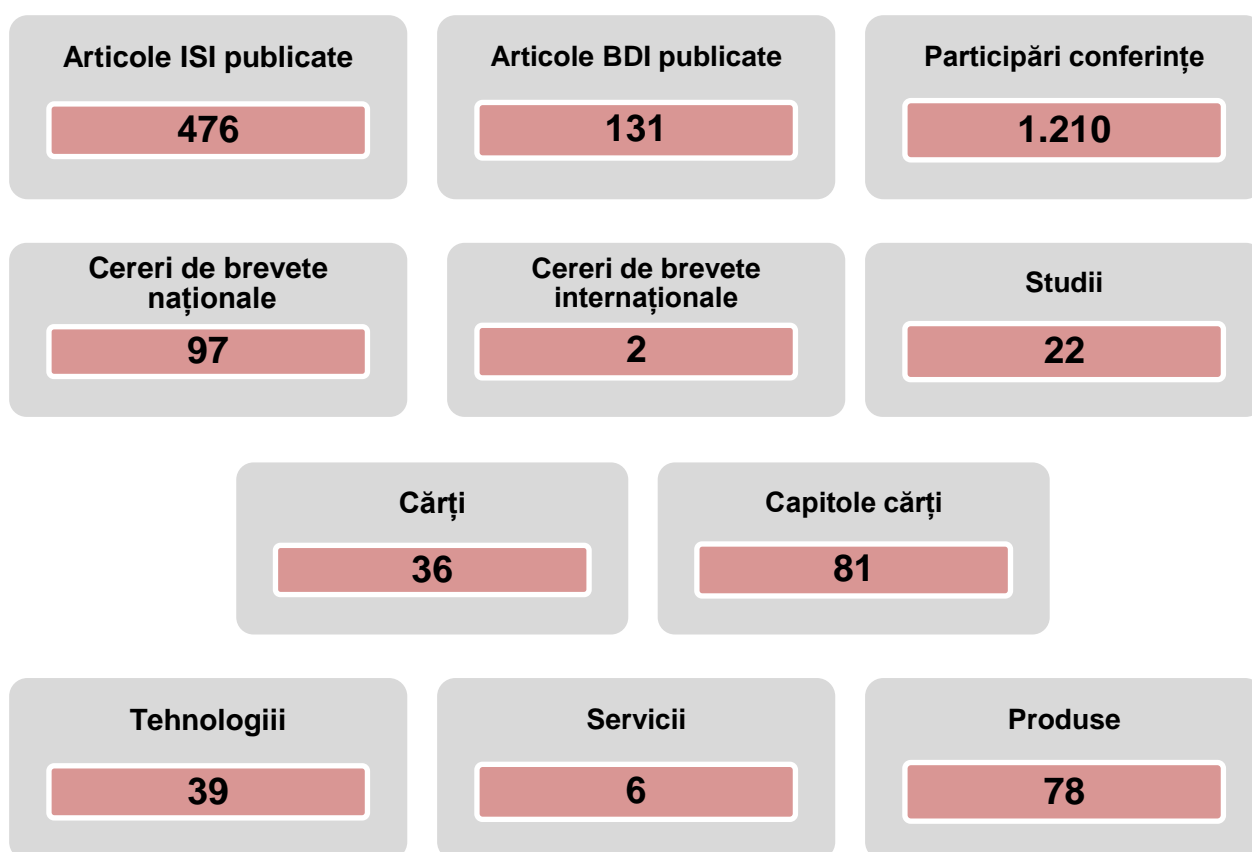 Articole ISI publicate
476
Articole BDI publicate
131
Participări conferințe
1.210
Cereri de brevete
naționale
97
Cereri de brevete
internaționale
2
Studii
22
Cărți
36
Capitole cărți
81
Tehnologiii
39
Servicii
6
Produse
78